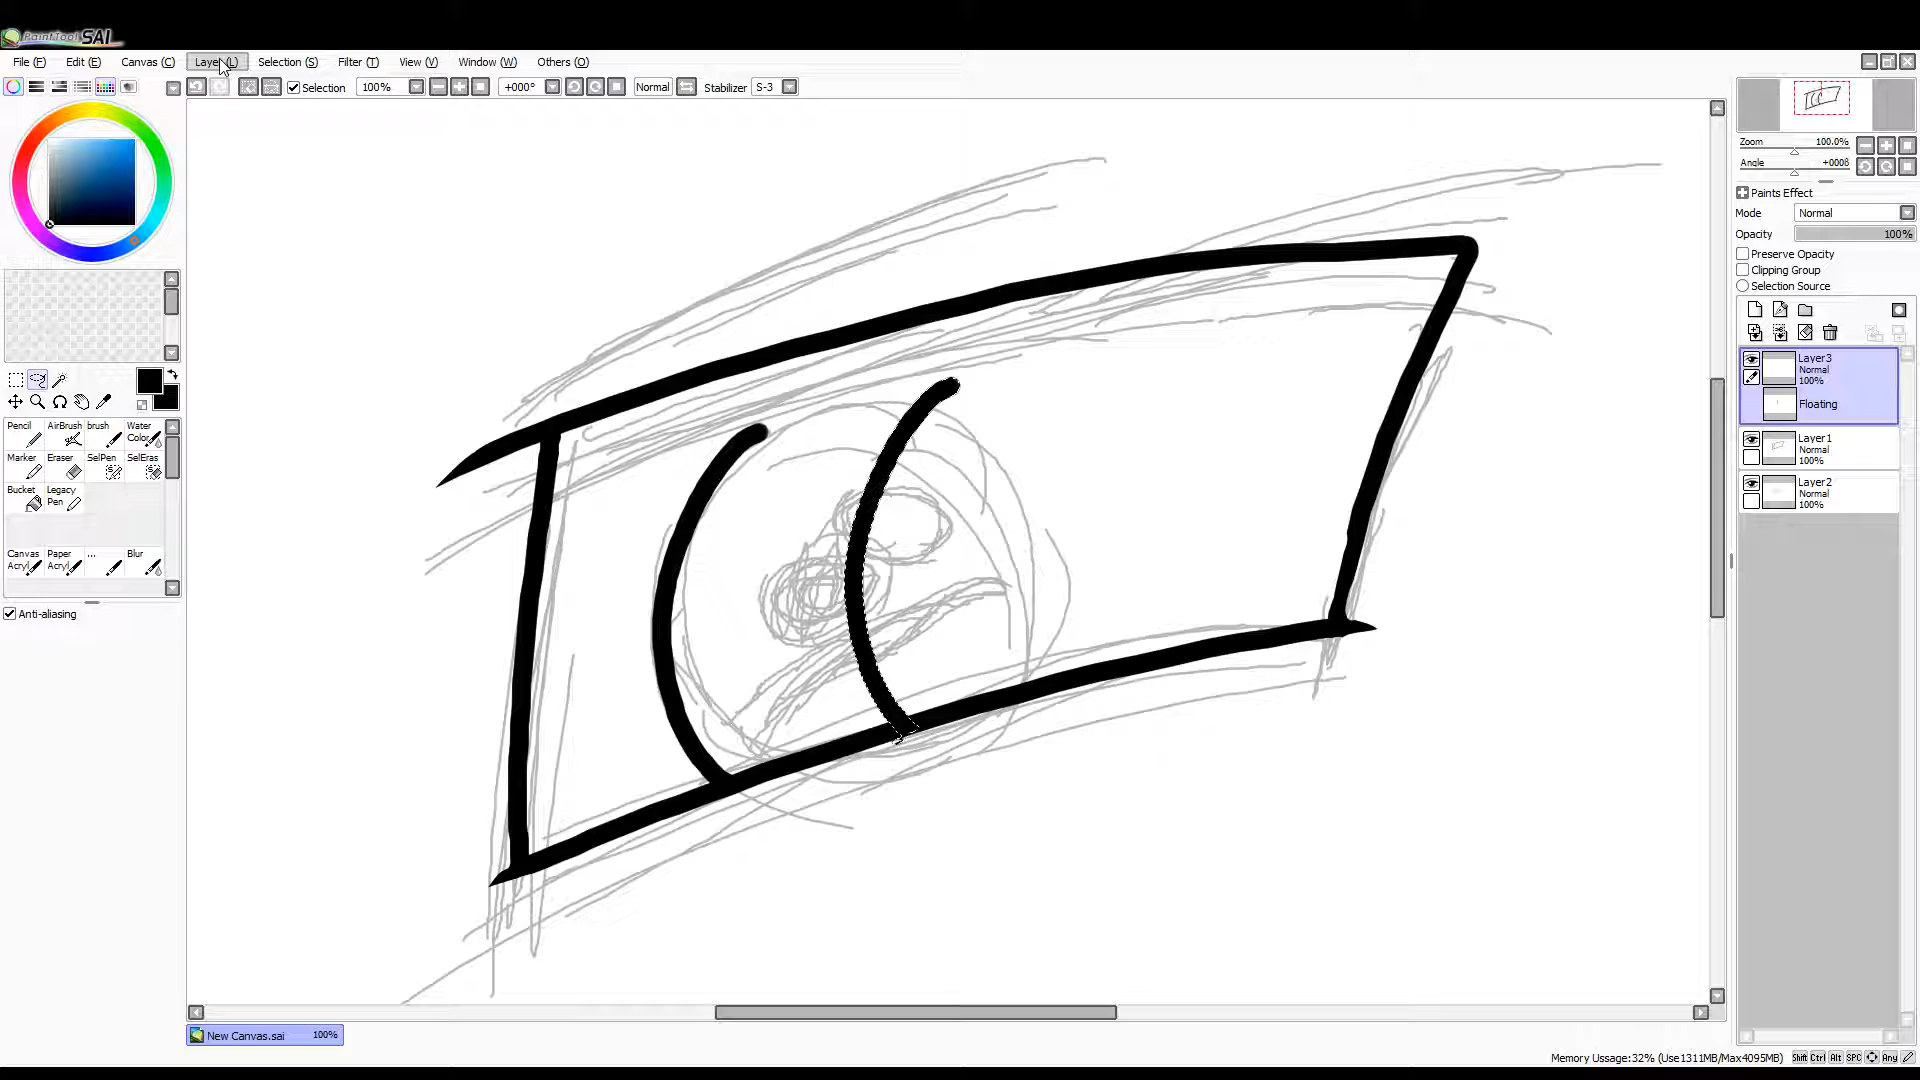 PaintTool SAI
File (F) Edit (E) Canvas (C) Layer (L) Selection (S) Filter (T) View (V) Window (W) Others (O)
Selection 100% +000° Normal Stabilizer S-3
Zoom 100.0%
Angle +000ß
Paints Effect
Mode Normal
Opacity 100%
Preserve Opacity
Clipping Group
Selection Source
Layer3
Normal
100%
Floating
Layer1
Normal
100%
Layer2
Normal
100%
Pencil AirBrush brush Water Color
Marker Eraser SelPen SelEras
Bucket Legacy Pen
Canvas Acryl Paper Acryl ... Blur
Anti-aliasing
New Canvas.sai 100%
Memory Ussage:32% (Use1311MB/Max4095MB) Shift Ctrl Alt SPC Any